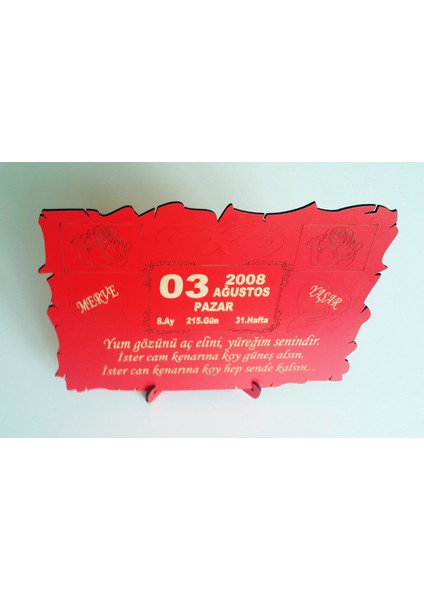 03 2008
AĞUSTOS
PAZAR
8.Ay 215.Gün 31.Hafta
MERVE
YAŞAR
Yum gözünü aç elini, yüreğim senindir.
İster cam kenarına koy güneş alsın.
İster can kenarına koy hep sende kalsın...